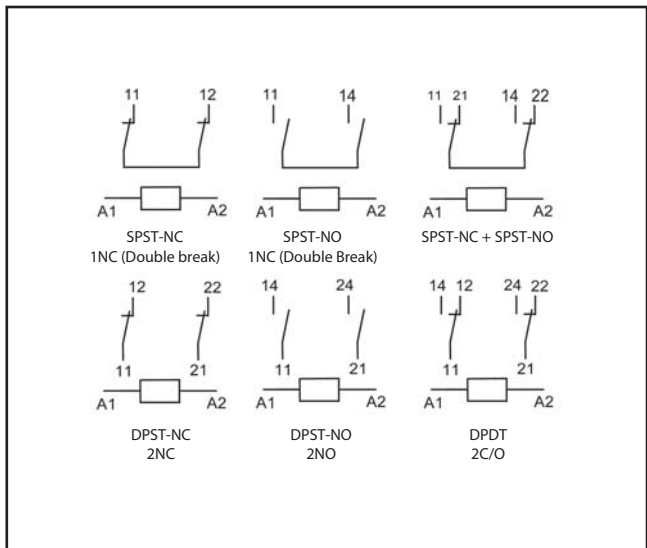 11 12
11 14
11 21 14 22
A1 A2
A1 A2
A1 A2
SPST-NC
1NC (Double break)
SPST-NO
1NC (Double Break)
SPST-NC + SPST-NO
12 22
14 24
14 12 24 22
11 21
11 21
11 21
A1 A2
A1 A2
A1 A2
DPST-NC
2NC
DPST-NO
2NO
DPDT
2C/O